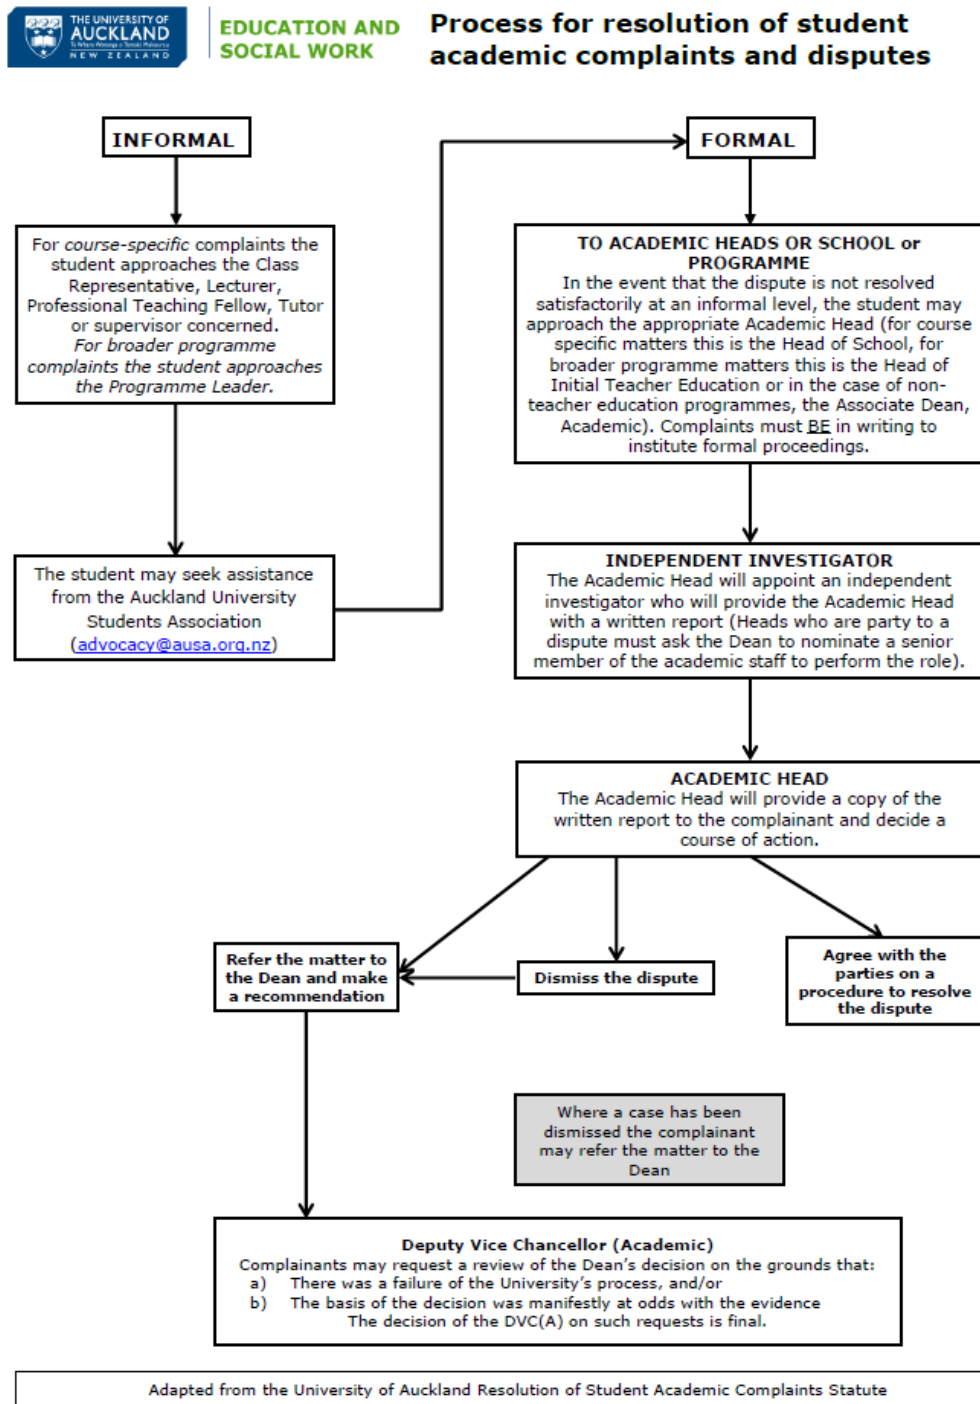 THE UNIVERSITY OF
AUCKLAND
Te Whare Wānanga o Tāmaki Makaurau
NEW ZEALAND
EDUCATION AND
SOCIAL WORK
Process for resolution of student
academic complaints and disputes
INFORMAL
For course-specific complaints the
student approaches the Class
Representative, Lecturer,
Professional Teaching Fellow, Tutor
or supervisor concerned.
For broader programme
complaints the student approaches
the Programme Leader.
The student may seek assistance
from the Auckland University
Students Association
(advocacy@ausa.org.nz)
FORMAL
TO ACADEMIC HEADS OR SCHOOL or
PROGRAMME
In the event that the dispute is not resolved
satisfactorily at an informal level, the student may
approach the appropriate Academic Head (for course
specific matters this is the Head of School, for
broader programme matters this is the Head of
Initial Teacher Education or in the case of non-
teacher education programmes, the Associate Dean,
Academic). Complaints must BE in writing to
institute formal proceedings.
INDEPENDENT INVESTIGATOR
The Academic Head will appoint an independent
investigator who will provide the Academic Head
with a written report (Heads who are party to a
dispute must ask the Dean to nominate a senior
member of the academic staff to perform the role).
ACADEMIC HEAD
The Academic Head will provide a copy of the
written report to the complainant and decide a
course of action.
Refer the matter to
the Dean and make
a recommendation
Dismiss the dispute
Agree with the
parties on a
procedure to resolve
the dispute
Where a case has been
dismissed the complainant
may refer the matter to the
Dean
Deputy Vice Chancellor (Academic)
Complainants may request a review of the Dean's decision on the grounds that:
a) There was a failure of the University's process, and/or
b) The basis of the decision was manifestly at odds with the evidence
The decision of the DVC(A) on such requests is final.
Adapted from the University of Auckland Resolution of Student Academic Complaints Statute